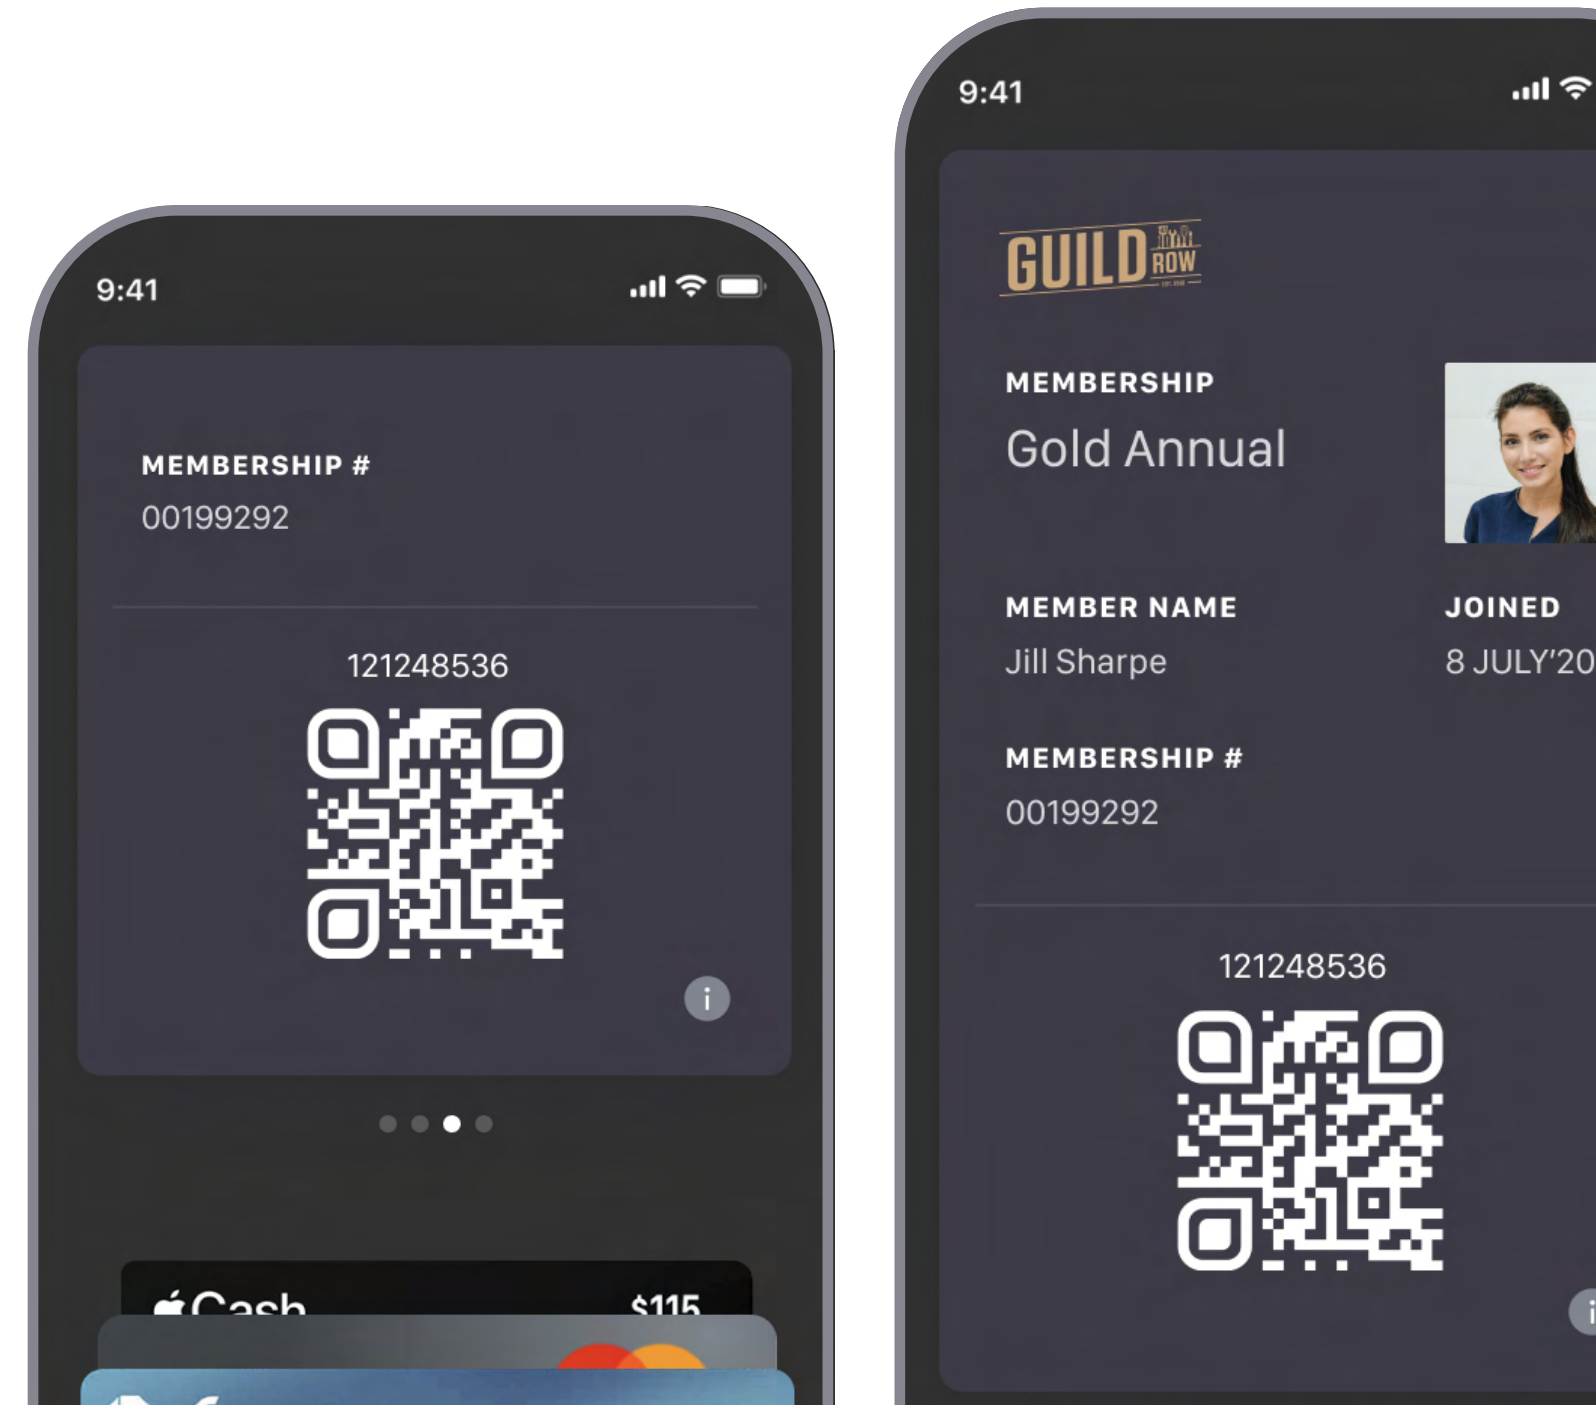 9:41
MEMBERSHIP #
00199292
121248536
i
Cash $115
9:41
GUILD ROW
MEMBERSHIP
Gold Annual
MEMBER NAME
Jill Sharpe
JOINED
8 JULY'20
MEMBERSHIP #
00199292
121248536
i